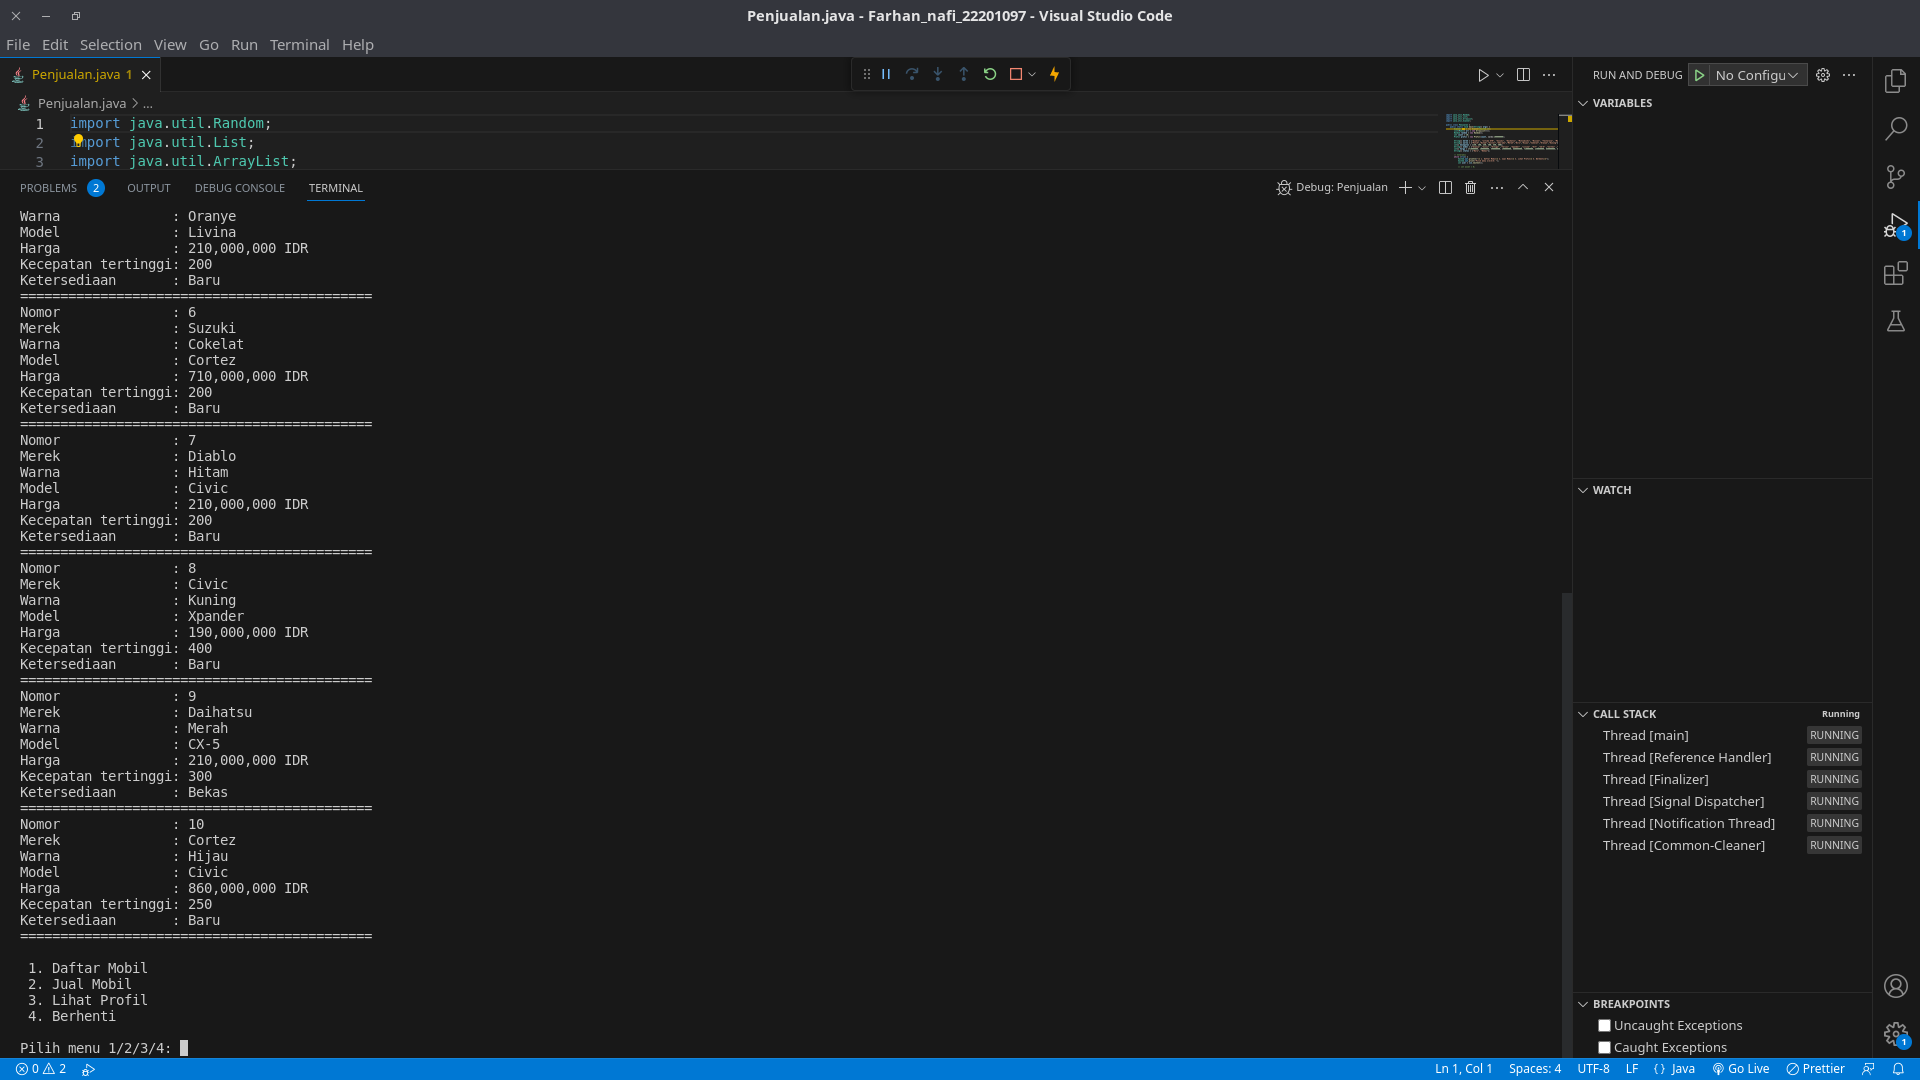 Penjualan.java - Farhan_nafi_22201097 - Visual Studio Code
File Edit Selection View Go Run Terminal Help
Penjualan.java 1
RUN AND DEBUG No Configu
Penjualan.java > ...
VARIABLES
1 import java.util.Random;
2 import java.util.List;
3 import java.util.ArrayList;
PROBLEMS 2 OUTPUT DEBUG CONSOLE TERMINAL Debug: Penjualan
Warna : Oranye
Model : Livina
Harga : 210,000,000 IDR
Kecepatan tertinggi: 200
Ketersediaan : Baru
============================================
Nomor : 6
Merek : Suzuki
Warna : Cokelat
Model : Cortez
Harga : 710,000,000 IDR
Kecepatan tertinggi: 200
Ketersediaan : Baru
============================================
Nomor : 7
Merek : Diablo
Warna : Hitam
Model : Civic
Harga : 210,000,000 IDR
Kecepatan tertinggi: 200
Ketersediaan : Baru
============================================
Nomor : 8
Merek : Civic
Warna : Kuning
Model : Xpander
Harga : 190,000,000 IDR
Kecepatan tertinggi: 400
Ketersediaan : Baru
============================================
Nomor : 9
Merek : Daihatsu
Warna : Merah
Model : CX-5
Harga : 210,000,000 IDR
Kecepatan tertinggi: 300
Ketersediaan : Bekas
============================================
Nomor : 10
Merek : Cortez
Warna : Hijau
Model : Civic
Harga : 860,000,000 IDR
Kecepatan tertinggi: 250
Ketersediaan : Baru
============================================
1. Daftar Mobil
2. Jual Mobil
3. Lihat Profil
4. Berhenti
Pilih menu 1/2/3/4:
WATCH
CALL STACK Running
Thread [main] RUNNING
Thread [Reference Handler] RUNNING
Thread [Finalizer] RUNNING
Thread [Signal Dispatcher] RUNNING
Thread [Notification Thread] RUNNING
Thread [Common-Cleaner] RUNNING
BREAKPOINTS
Uncaught Exceptions
Caught Exceptions
1
1
0 2 Ln 1, Col 1 Spaces: 4 UTF-8 LF {} Java Go Live Prettier